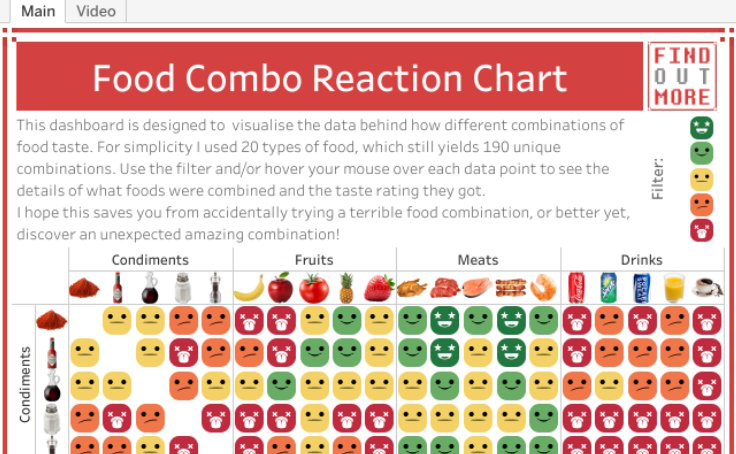 Main Video
Food Combo Reaction Chart
FIND
OUT
MORE
This dashboard is designed to visualise the data behind how different combinations of
food taste. For simplicity I used 20 types of food, which still yields 190 unique
combinations. Use the filter and/or hover your mouse over each data point to see the
details of what foods were combined and the taste rating they got.
I hope this saves you from accidentally trying a terrible food combination, or better yet,
discover an unexpected amazing combination!
Filter:
Condiments Fruits Meats Drinks
Condiments